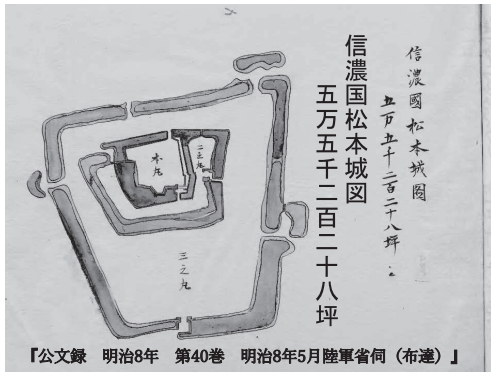 信濃國松本城圖
五万五千二百二十八坪
信濃国松本城図
五万五千二百二十八坪
二之丸
本丸
三之丸
『公文録　明治8年　第40巻　明治8年5月陸軍省伺（布達）』